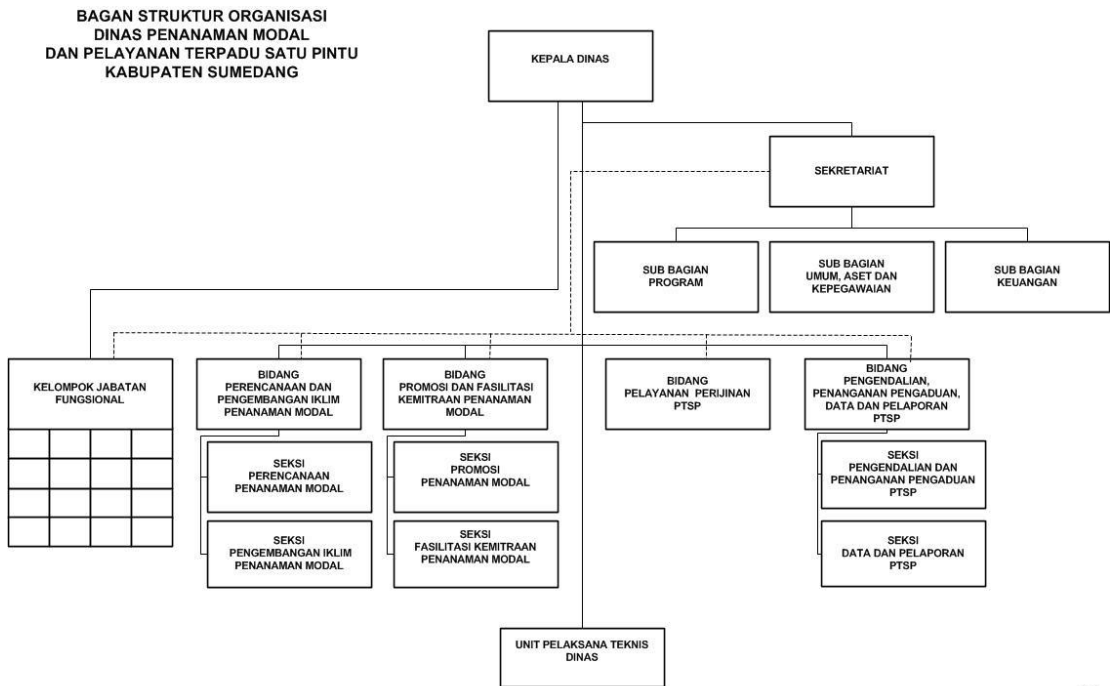 BAGAN STRUKTUR ORGANISASI
DINAS PENANAMAN MODAL
DAN PELAYANAN TERPADU SATU PINTU
KABUPATEN SUMEDANG
KEPALA DINAS
SEKRETARIAT
SUB BAGIAN
PROGRAM
SUB BAGIAN
UMUM, ASET DAN
KEPEGAWAIAN
SUB BAGIAN
KEUANGAN
KELOMPOK JABATAN
FUNGSIONAL
BIDANG
PERENCANAAN DAN
PENGEMBANGAN IKLIM
PENANAMAN MODAL
BIDANG
PROMOSI DAN FASILITASI
KEMITRAAN PENANAMAN
MODAL
BIDANG
PELAYANAN PERIJINAN
PTSP
BIDANG
PENGENDALIAN,
PENANGANAN PENGADUAN,
DATA DAN PELAPORAN
PTSP
SEKSI
PERENCANAAN
PENANAMAN MODAL
SEKSI
PROMOSI
PENANAMAN MODAL
SEKSI
PENGENDALIAN DAN
PENANGANAN PENGADUAN
PTSP
SEKSI
PENGEMBANGAN IKLIM
PENANAMAN MODAL
SEKSI
FASILITASI KEMITRAAN
PENANAMAN MODAL
SEKSI
DATA DAN PELAPORAN
PTSP
UNIT PELAKSANA TEKNIS
DINAS